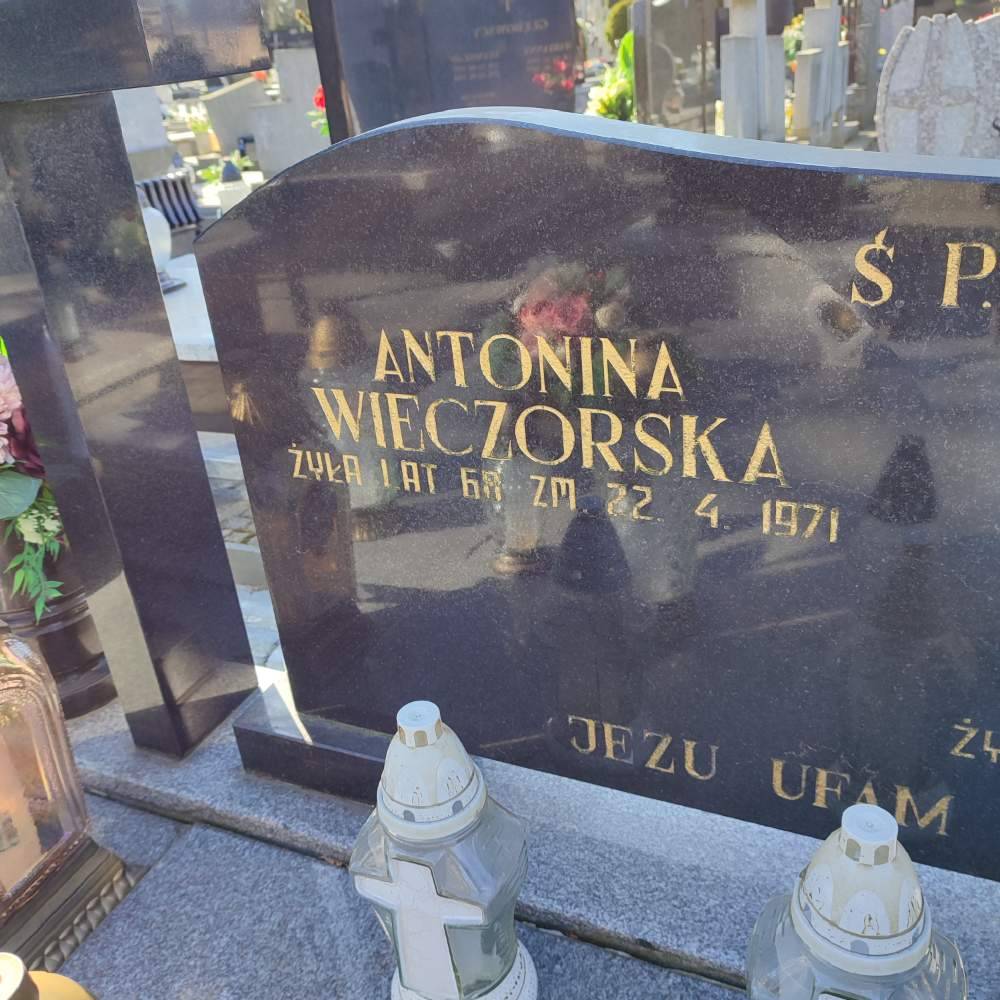 Ś P.
ANTONINA
WIECZORSKA
ŻYŁA LAT 68 ZM. 22. 4. 1971
JEZU UFAM